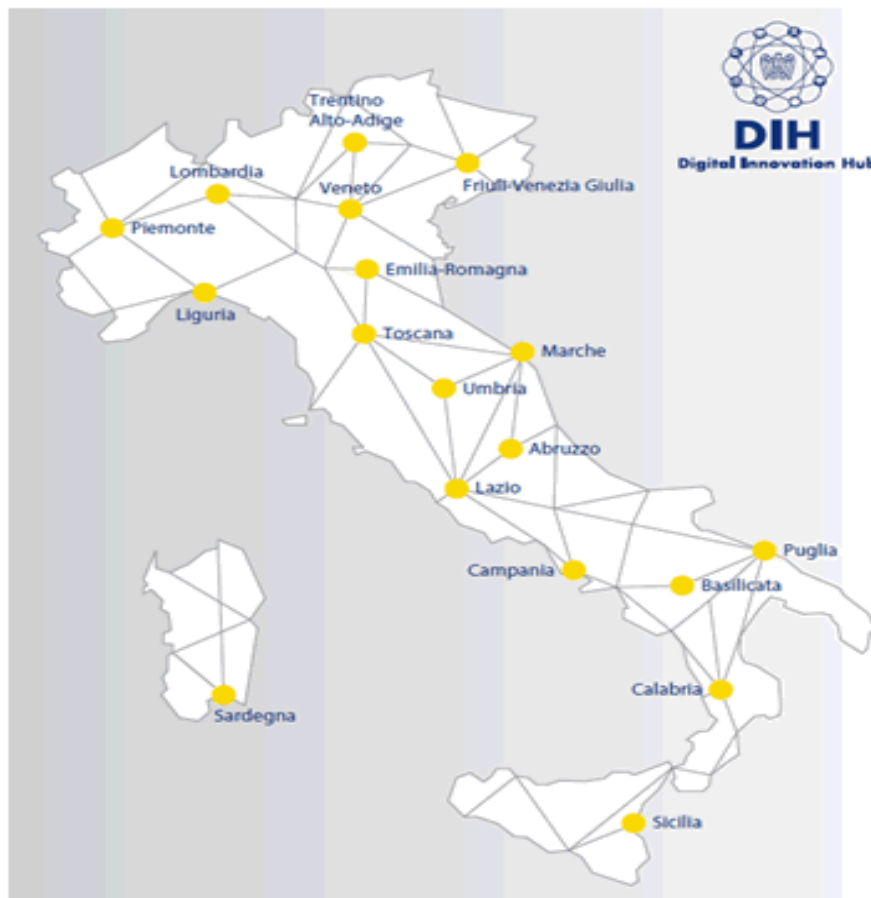 DIH
Digital Innovation Hub
Trentino
Alto-Adige
Lombardia
Veneto
Friuli-Venezia Giulia
Piemonte
Emilia-Romagna
Liguria
Toscana
Marche
Umbria
Abruzzo
Lazio
Puglia
Campania
Basilicata
Calabria
Sardegna
Sicilia